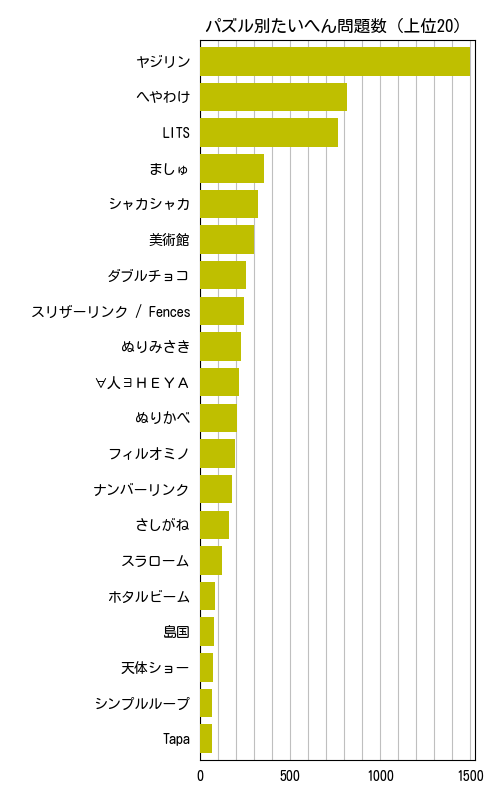 パズル別たいへん問題数 (上位20)
ヤジリン
へやわけ
LITS
ましゅ
シャカシャカ
美術館
ダブルチョコ
スリザーリンク / Fences
ぬりみさき
∀人∃ＨＥＹＡ
ぬりかべ
フィルオミノ
ナンバーリンク
さしがね
スラローム
ホタルビーム
島国
天体ショー
シンプルループ
Tapa
0 500 1000 1500